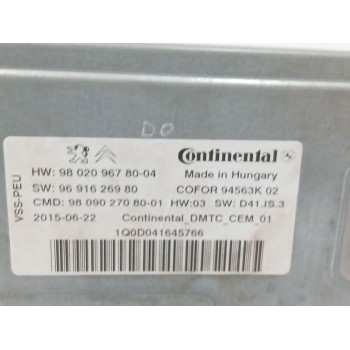 DO
Continental
HW: 98 020 967 80-04
Made in Hungary
SW: 96 916 269 80
COFOR 94563K 02
CMD: 98 090 270 80-01 HW:03 SW: D41.IS.3
2015-06-22 Continental_DMTC_CEM_01
1Q0D041645766
VSS-PEU